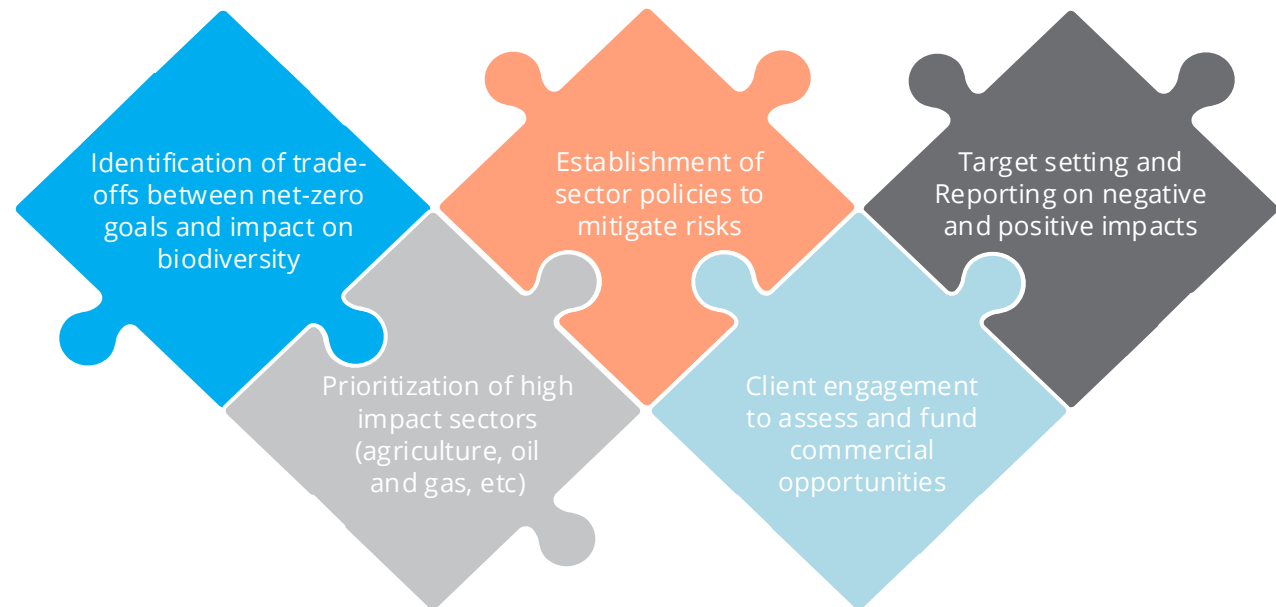 Identification of trade-
offs between net-zero
goals and impact on
biodiversity
Prioritization of high
impact sectors
(agriculture, oil
and gas, etc)
Establishment of
sector policies to
mitigate risks
Client engagement
to assess and fund
commercial
opportunities
Target setting and
Reporting on negative
and positive impacts